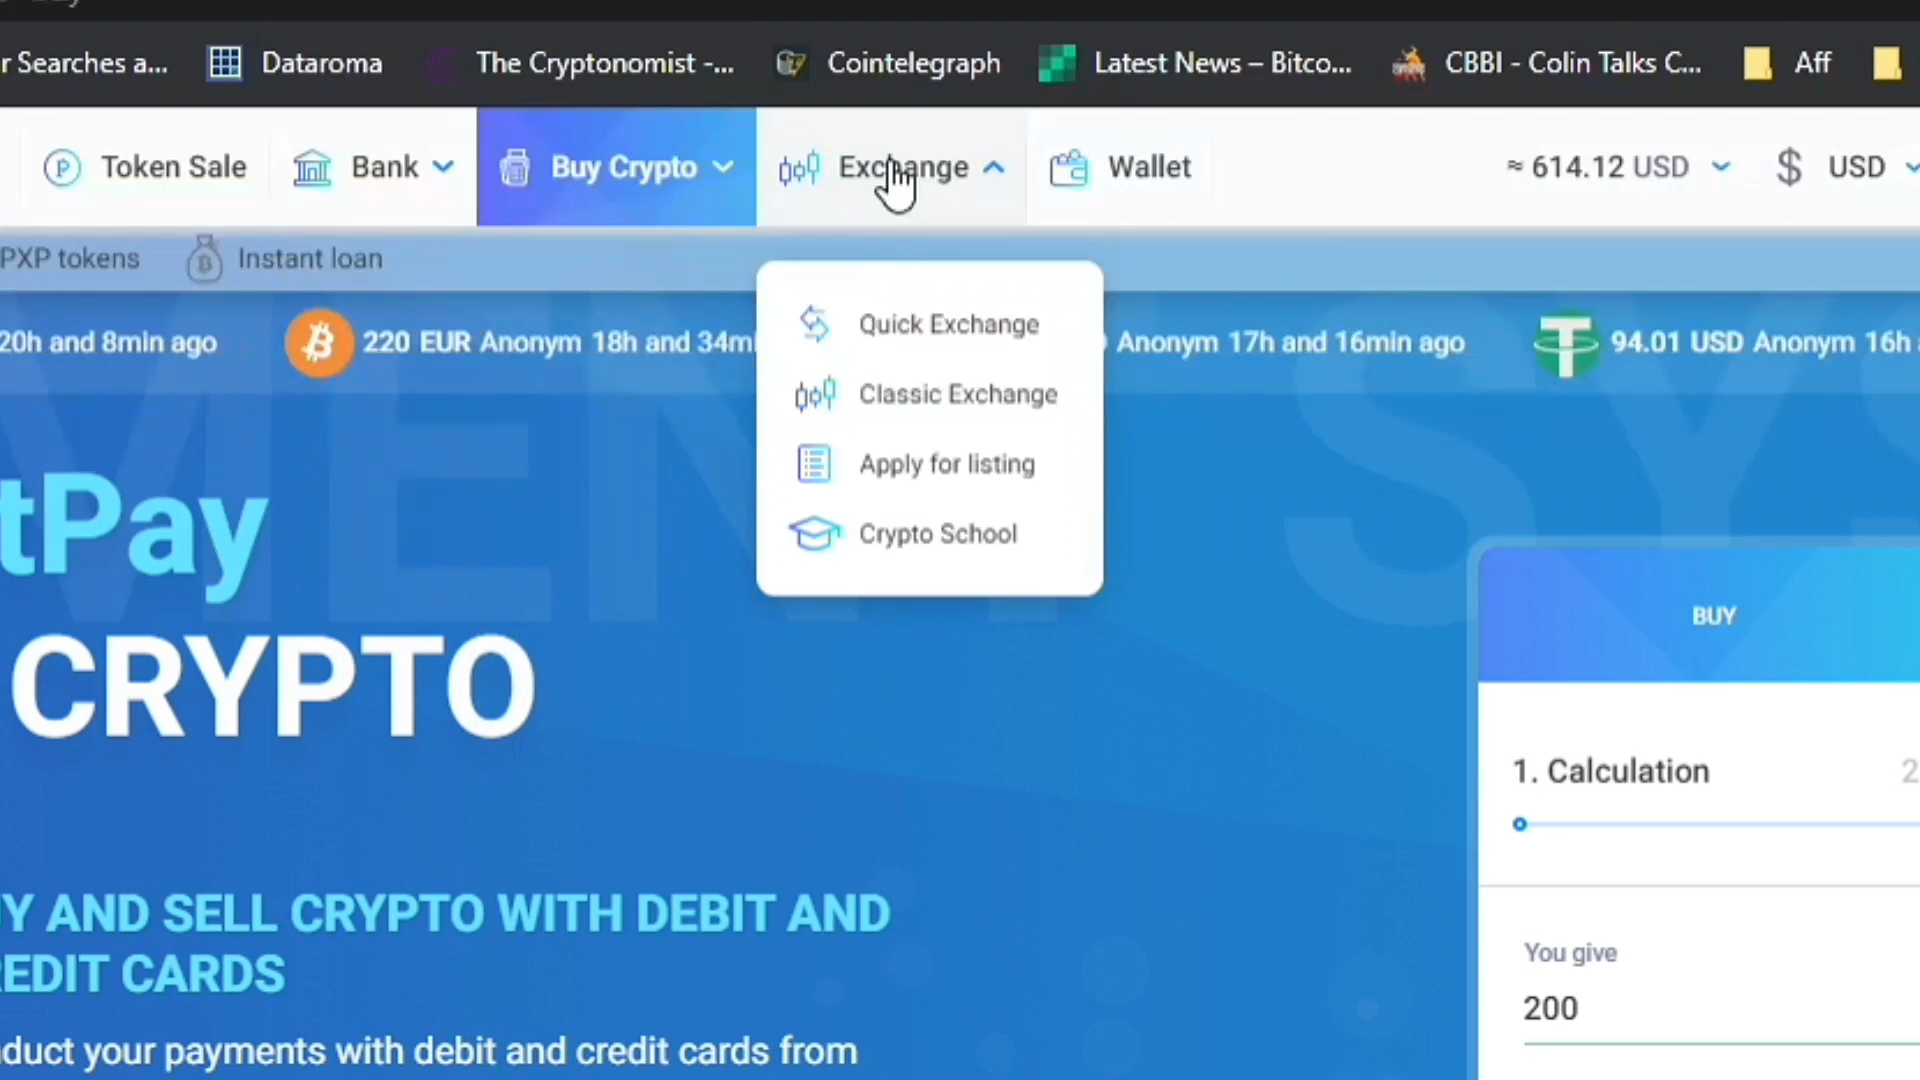 r Searches a...
Dataroma
The Cryptonomist -...
Cointelegraph
Latest News – Bitco...
CBBI - Colin Talks C...
Aff
Token Sale
Bank
Buy Crypto
Exchange
Wallet
≈ 614.12 USD
$ USD
PXP tokens
Instant loan
20h and 8min ago
220 EUR Anonym 18h and 34mi
Anonym 17h and 16min ago
94.01 USD Anonym 16h
Quick Exchange
Classic Exchange
Apply for listing
Crypto School
tPay
CRYPTO
Y AND SELL CRYPTO WITH DEBIT AND
REDIT CARDS
duct your payments with debit and credit cards from
BUY
1. Calculation
2
You give
200